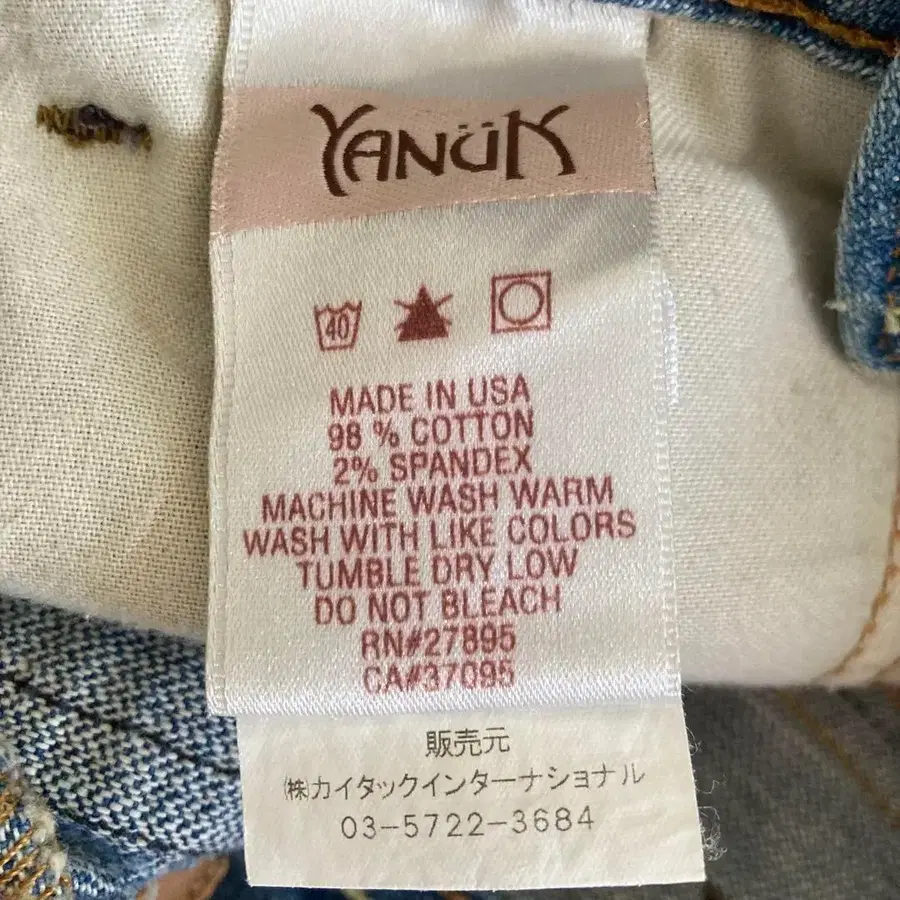 YANÜK
40
MADE IN USA
98 % COTTON
2% SPANDEX
MACHINE WASH WARM
WASH WITH LIKE COLORS
TUMBLE DRY LOW
DO NOT BLEACH
RN#27895
CA#37095
販売元
㈱カイタックインターナショナル
03-5722-3684